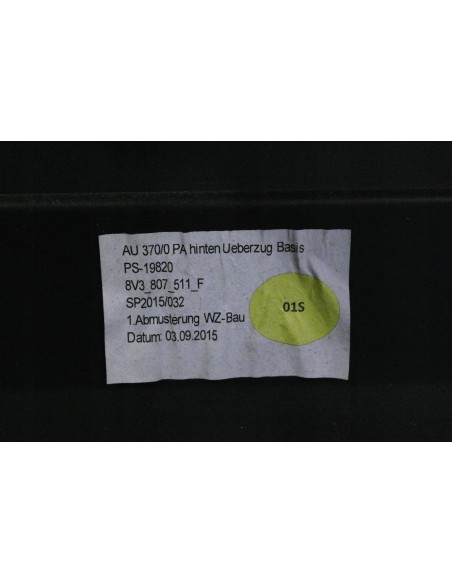 AU 370/0 PA hinten Ueberzug Basis
PS-19820
8V3_807_511_F
SP2015/032
1.Abmusterung WZ-Bau
Datum: 03.09.2015
01S